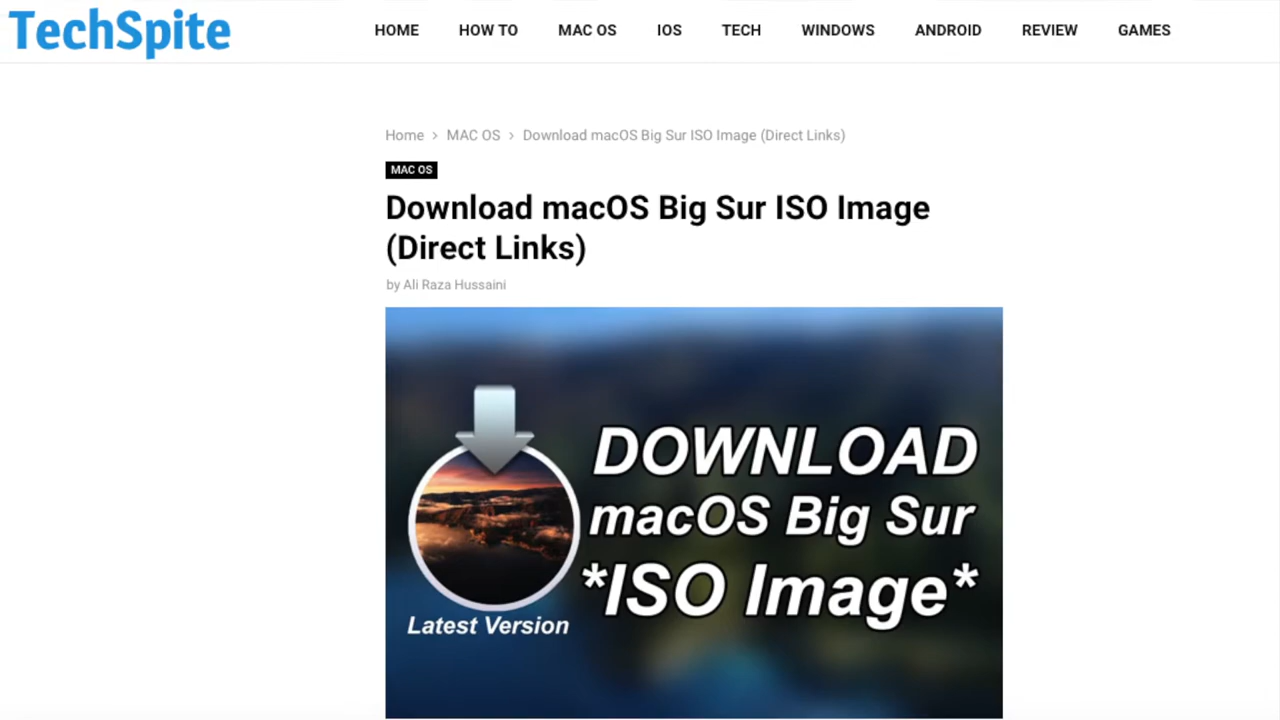 TechSpite
HOME HOW TO MAC OS IOS TECH WINDOWS ANDROID REVIEW GAMES
Home > MAC OS > Download macOS Big Sur ISO Image (Direct Links)
MAC OS
Download macOS Big Sur ISO Image
(Direct Links)
by Ali Raza Hussaini
DOWNLOAD
macOS Big Sur
*ISO Image*
Latest Version